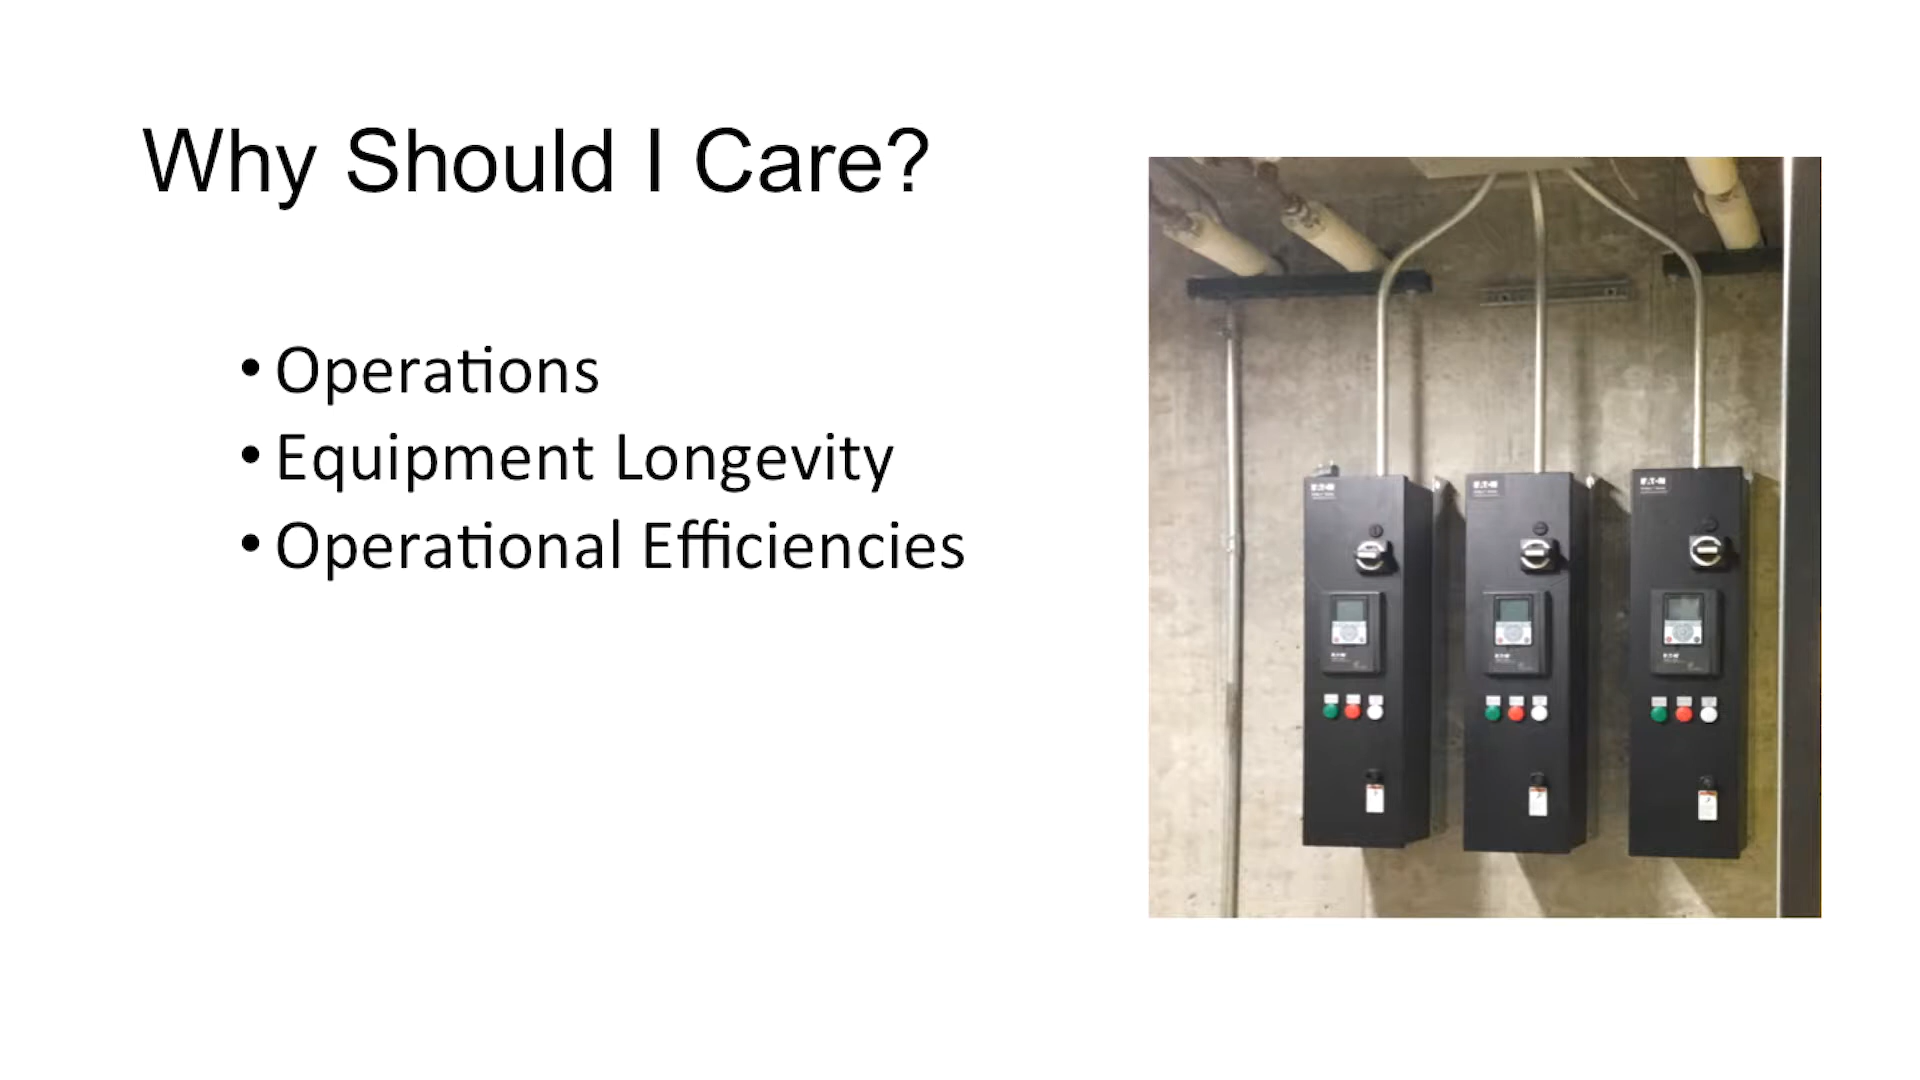 Why Should I Care?
• Operations
• Equipment Longevity
• Operational Efficiencies